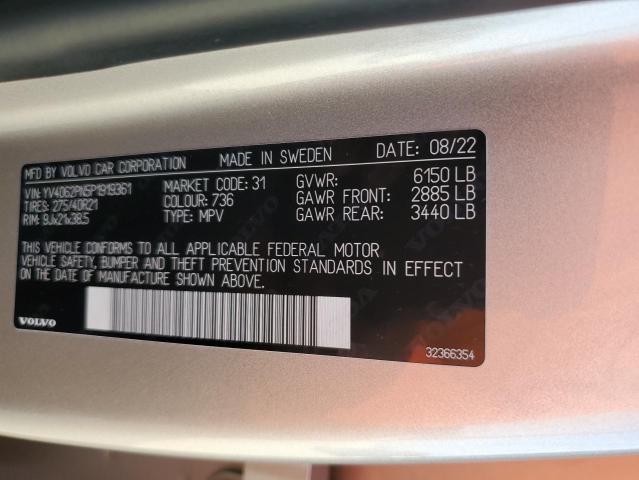 MFD BY VOLVO CAR CORPORATION MADE IN SWEDEN DATE: 08/22
VIN: YV4062PN5P1919361 MARKET CODE: 31 GVWR: 6150 LB
TIRES: 275/40R21 COLOUR: 736 GAWR FRONT: 2885 LB
RIM: 9Jx21x38.5 TYPE: MPV GAWR REAR: 3440 LB
THIS VEHICLE CONFORMS TO ALL APPLICABLE FEDERAL MOTOR
VEHICLE SAFETY, BUMPER AND THEFT PREVENTION STANDARDS IN EFFECT
ON THE DATE OF MANUFACTURE SHOWN ABOVE.
VOLVO 32366354